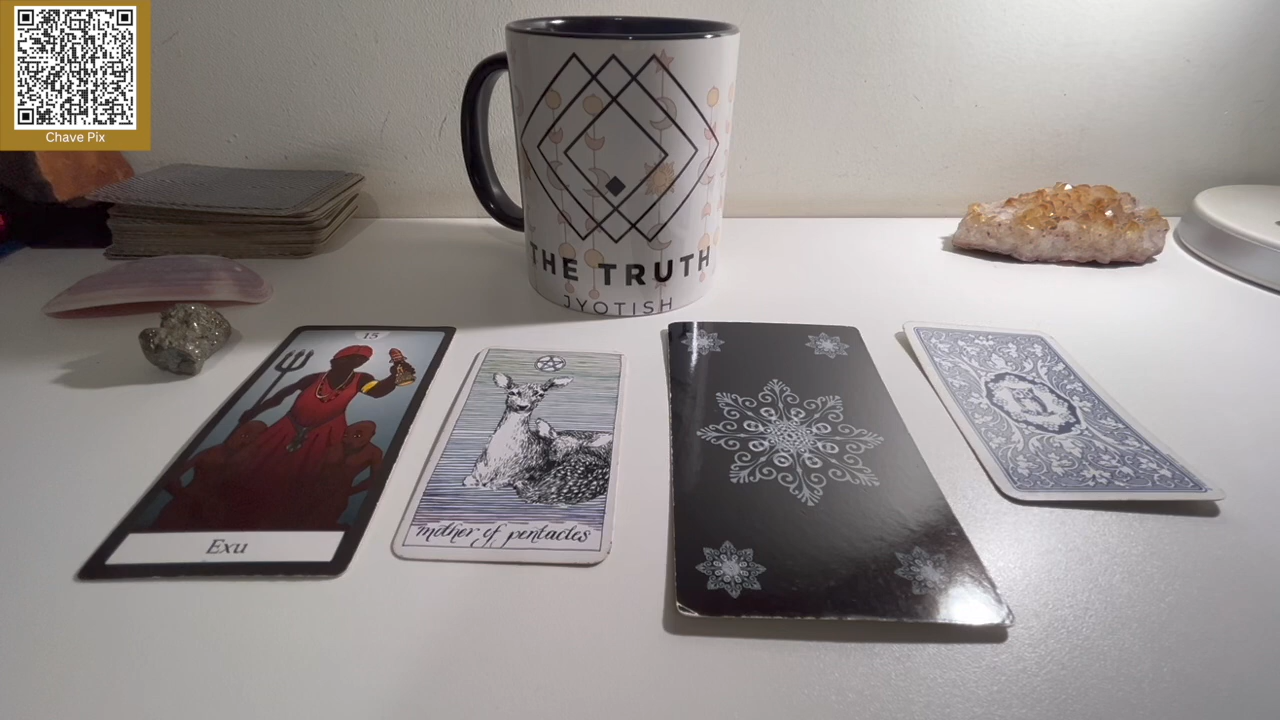 Chave Pix
THE TRUTH
JYOTISH
15
Exu
mother of pentacles